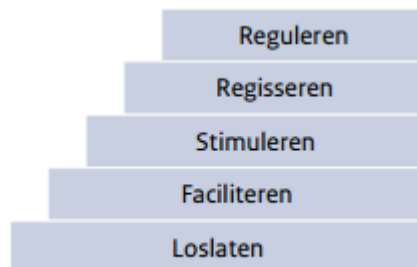 Reguleren
Regisseren
Stimuleren
Faciliteren
Loslaten